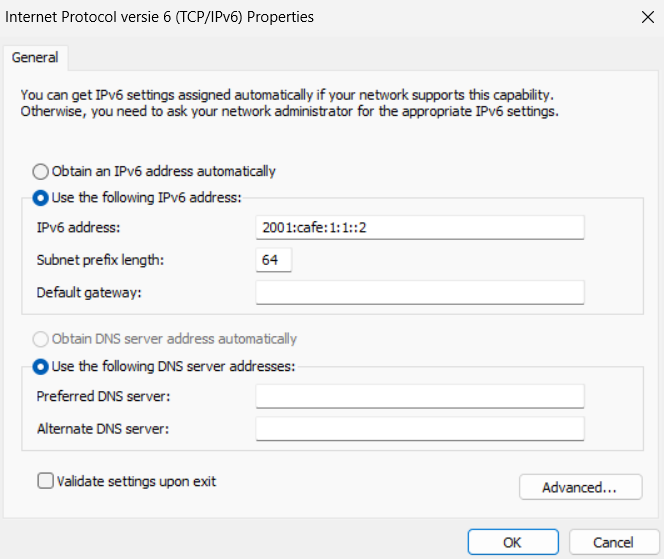 Internet Protocol versie 6 (TCP/IPv6) Properties
General
You can get IPv6 settings assigned automatically if your network supports this capability.
Otherwise, you need to ask your network administrator for the appropriate IPv6 settings.
Obtain an IPv6 address automatically
Use the following IPv6 address:
IPv6 address: 2001:cafe:1:1::2
Subnet prefix length: 64
Default gateway:
Obtain DNS server address automatically
Use the following DNS server addresses:
Preferred DNS server:
Alternate DNS server:
Validate settings upon exit
Advanced...
OK Cancel